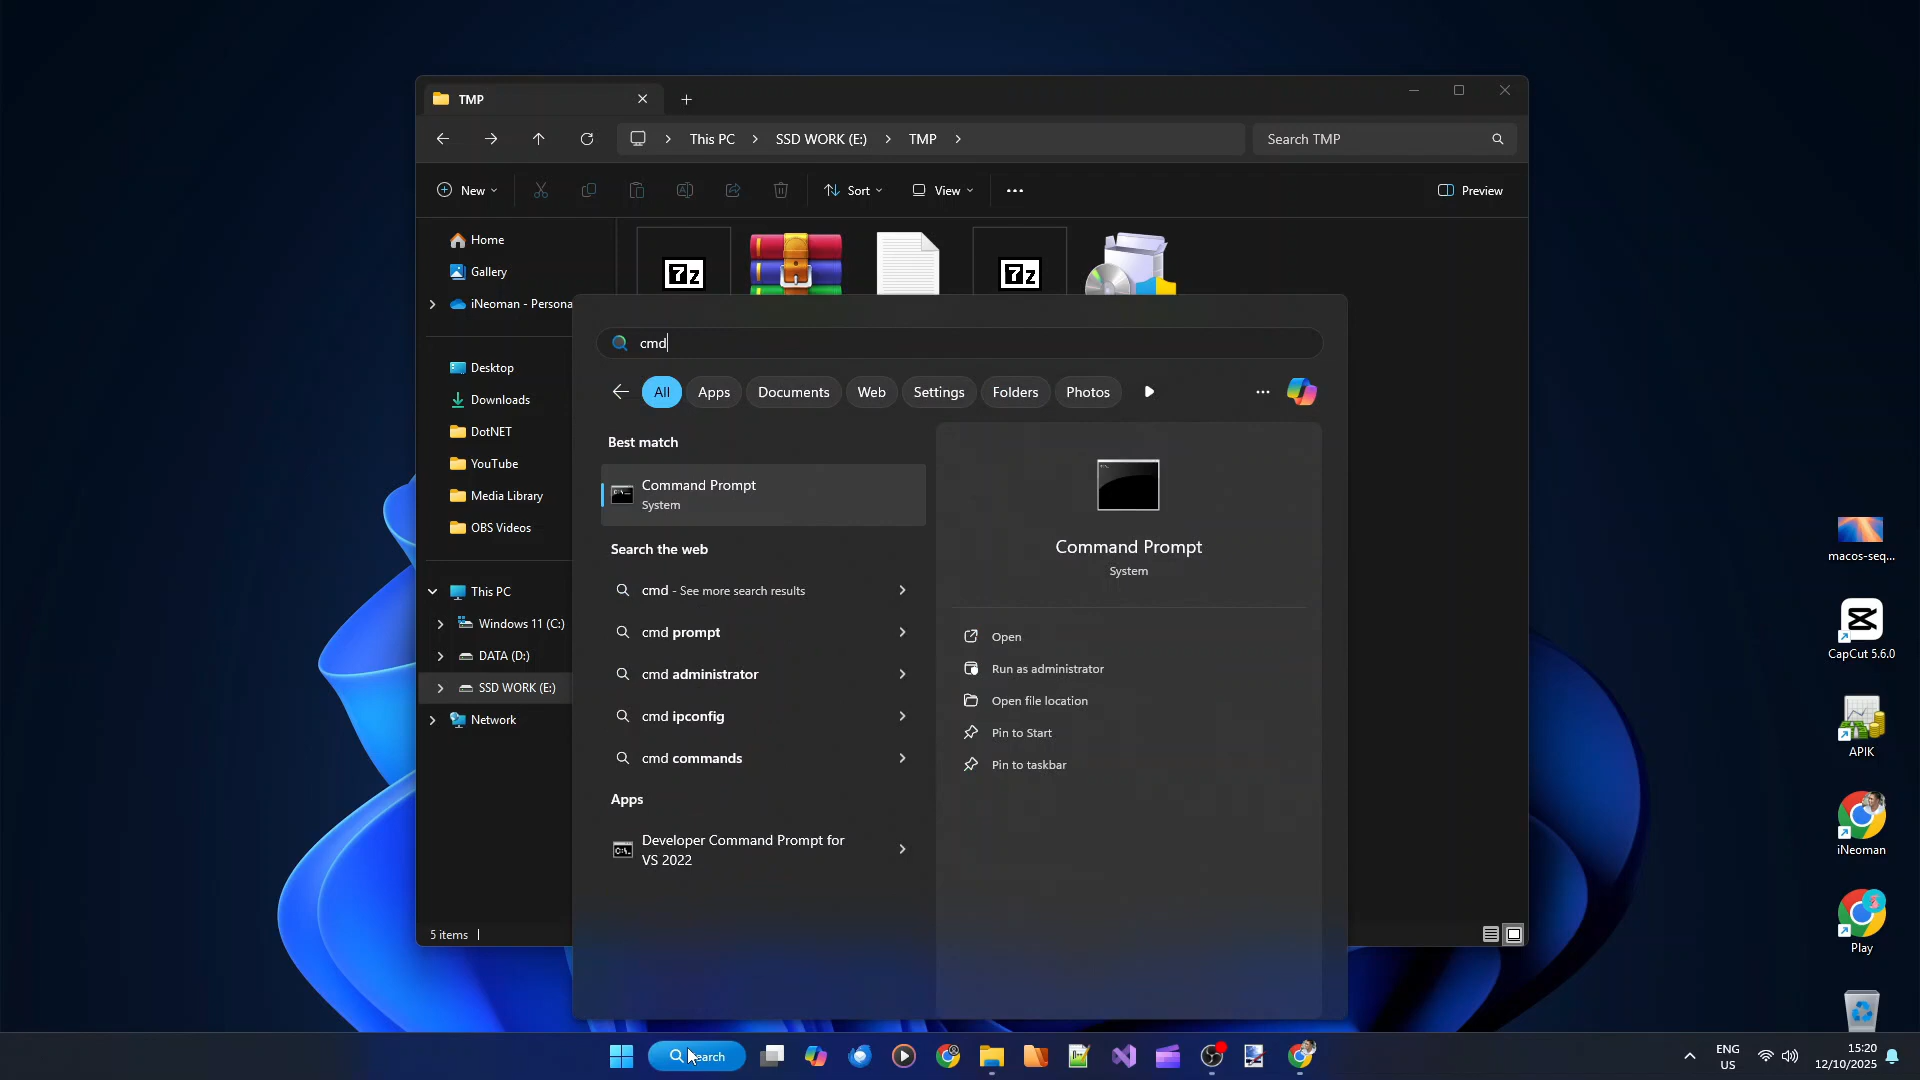 TMP
This PC
SSD WORK (E:)
TMP
Search TMP
New
Sort
View
Preview
Home
Gallery
iNeoman - Persona
Desktop
Downloads
DotNET
YouTube
Media Library
OBS Videos
This PC
Windows 11 (C:)
DATA (D:)
SSD WORK (E:)
Network
5 items
7z
7z
cmd
All
Apps
Documents
Web
Settings
Folders
Photos
Best match
Command Prompt
System
Search the web
cmd - See more search results
cmd prompt
cmd administrator
cmd ipconfig
cmd commands
Apps
Developer Command Prompt for
VS 2022
Command Prompt
System
Open
Run as administrator
Open file location
Pin to Start
Pin to taskbar
macos-seq...
CapCut 5.6.0
APIK
iNeoman
Play
Search
ENG
US
15:20
12/10/2025